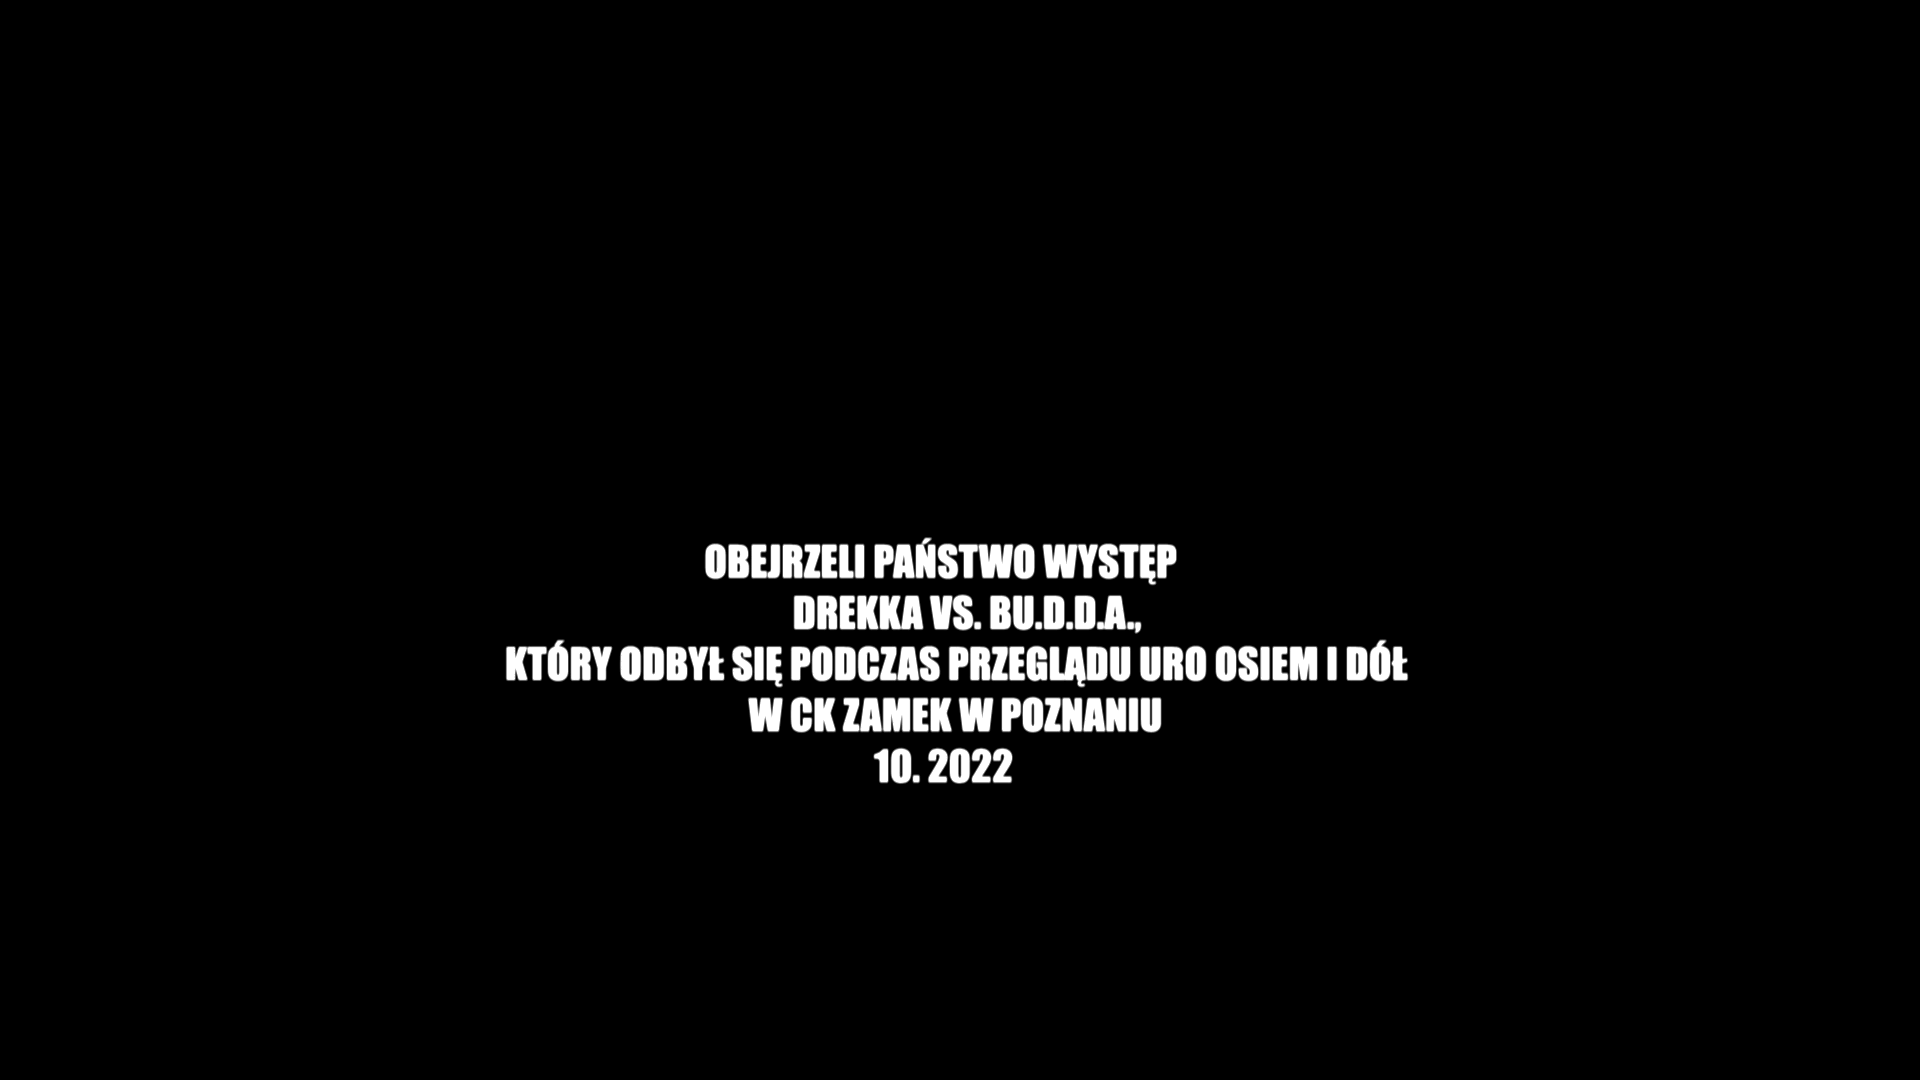 OBEJRZELI PAŃSTWO WYSTĘP
DREKKA VS. BU.D.D.A.,
KTÓRY ODBYŁ SIĘ PODCZAS PRZEGLĄDU URO OSIEM I DÓŁ
W CK ZAMEK W POZNANIU
10. 2022